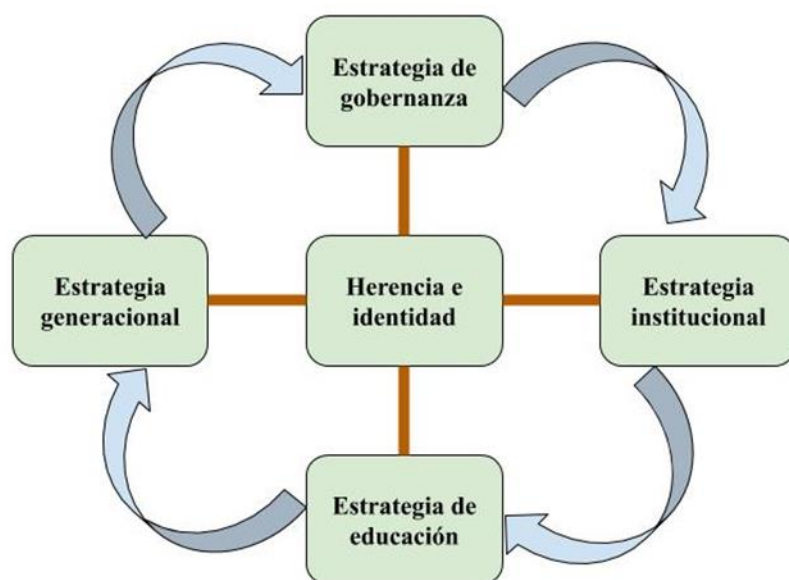 Estrategia de
gobernanza
Estrategia
generacional
Herencia e
identidad
Estrategia
institucional
Estrategia de
educación